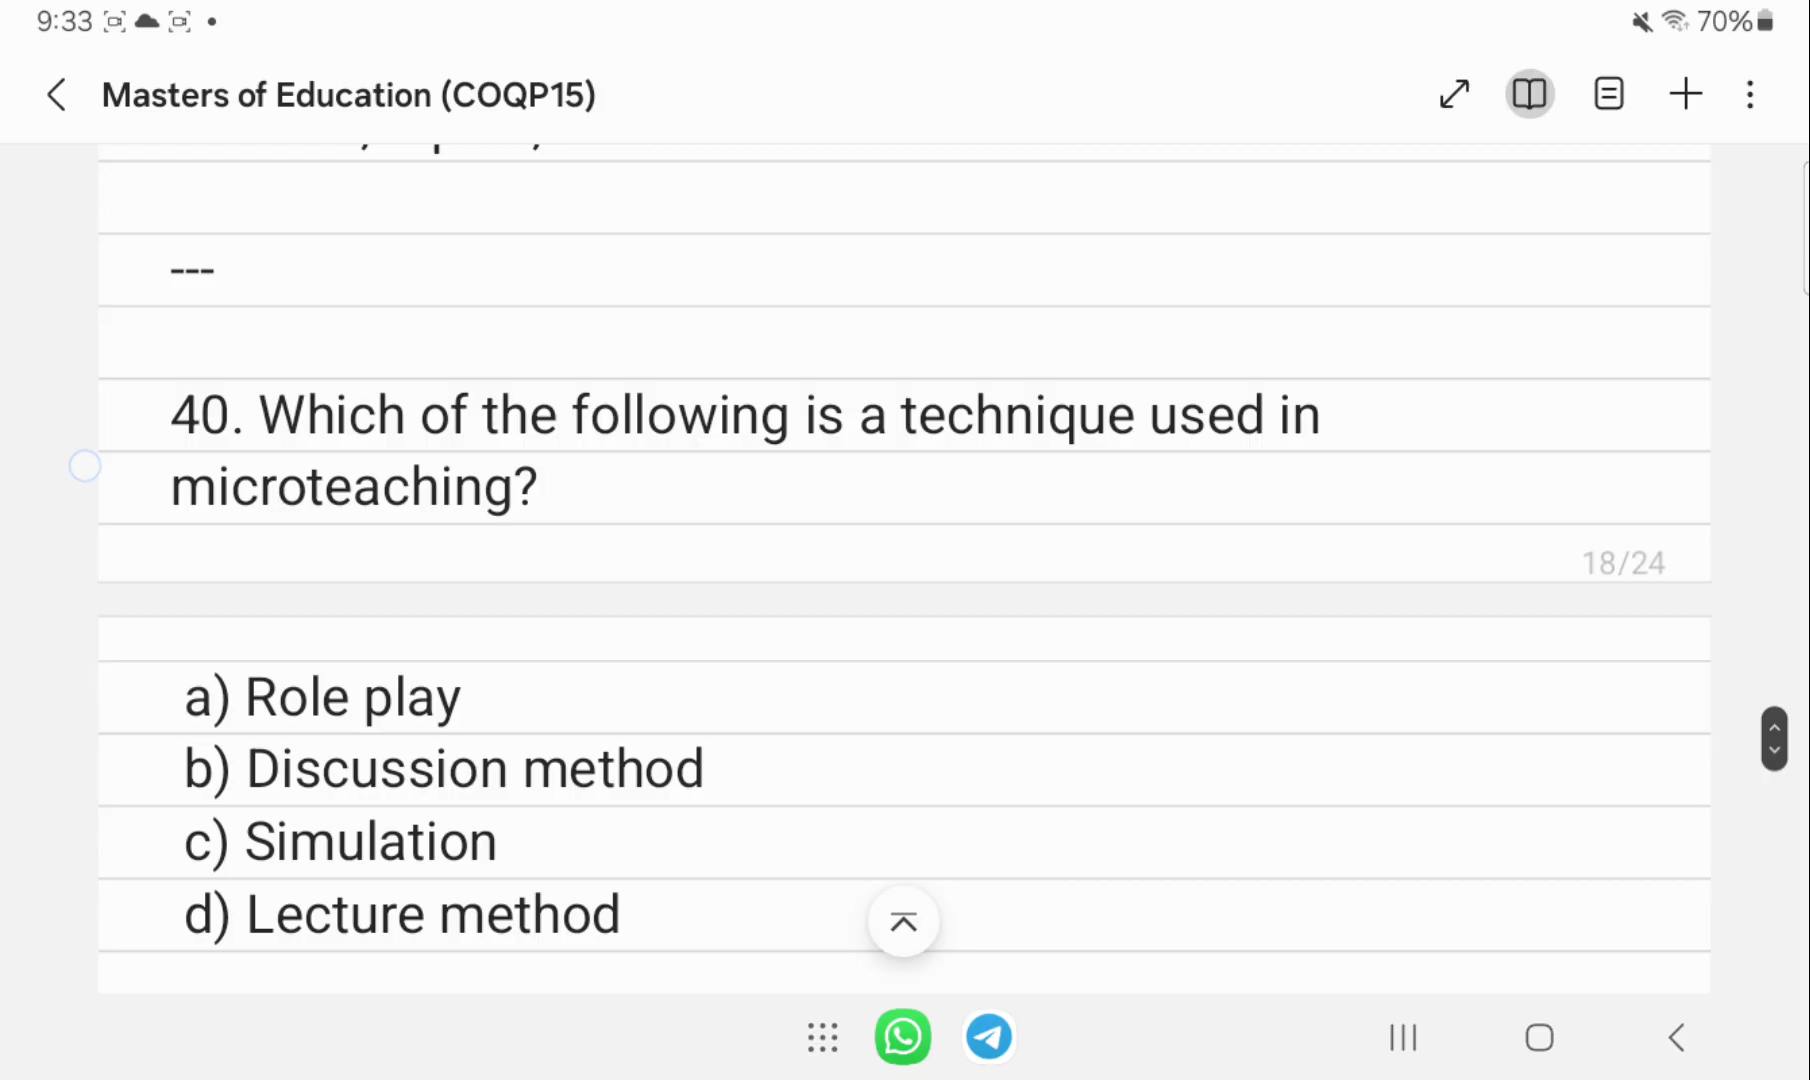 9:33
70%
Masters of Education (COQP15)
---
40. Which of the following is a technique used in
microteaching?
18/24
a) Role play
b) Discussion method
c) Simulation
d) Lecture method